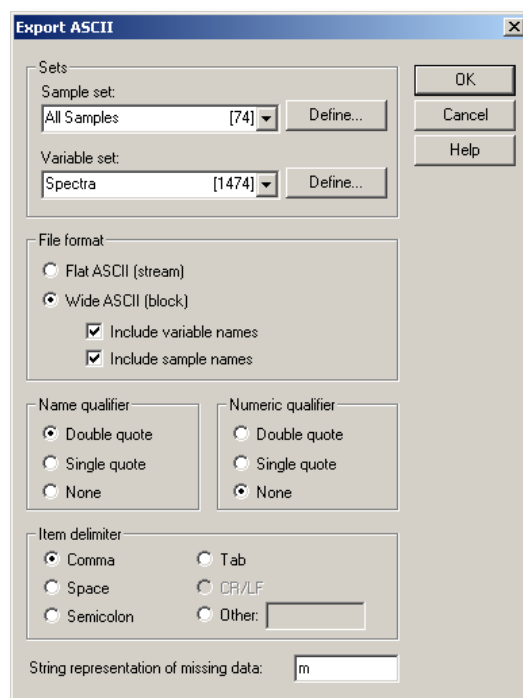 Export ASCII
Sets
Sample set:
All Samples [74]
Define...
Variable set:
Spectra [1474]
Define...
OK
Cancel
Help
File format
Flat ASCII (stream)
Wide ASCII (block)
Include variable names
Include sample names
Name qualifier
Double quote
Single quote
None
Numeric qualifier
Double quote
Single quote
None
Item delimiter
Comma
Space
Semicolon
Tab
CR/LF
Other:
String representation of missing data: m